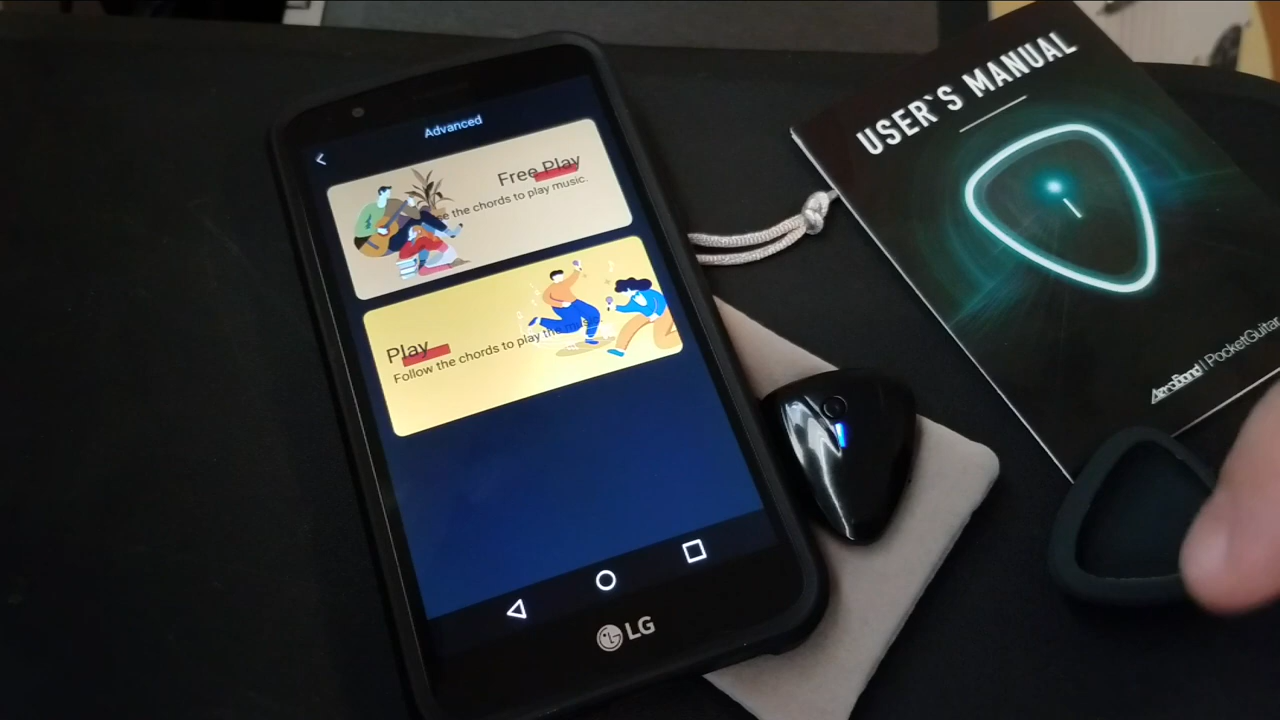 Advanced
Free Play
the chords to play music.
Play
Follow the chords to play the music
LG
USER`S MANUAL
AeroBand | PocketGuitar